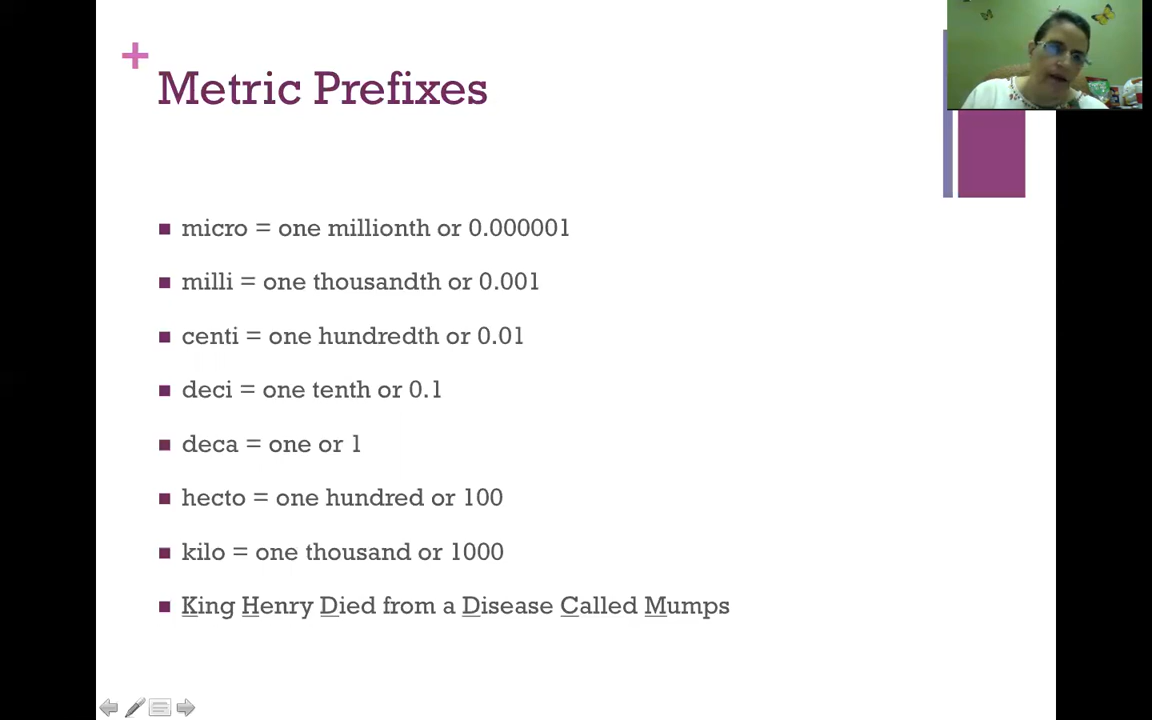 +
Metric Prefixes
■ micro = one millionth or 0.000001
■ milli = one thousandth or 0.001
■ centi = one hundredth or 0.01
■ deci = one tenth or 0.1
■ deca = one or 1
■ hecto = one hundred or 100
■ kilo = one thousand or 1000
■ King Henry Died from a Disease Called Mumps